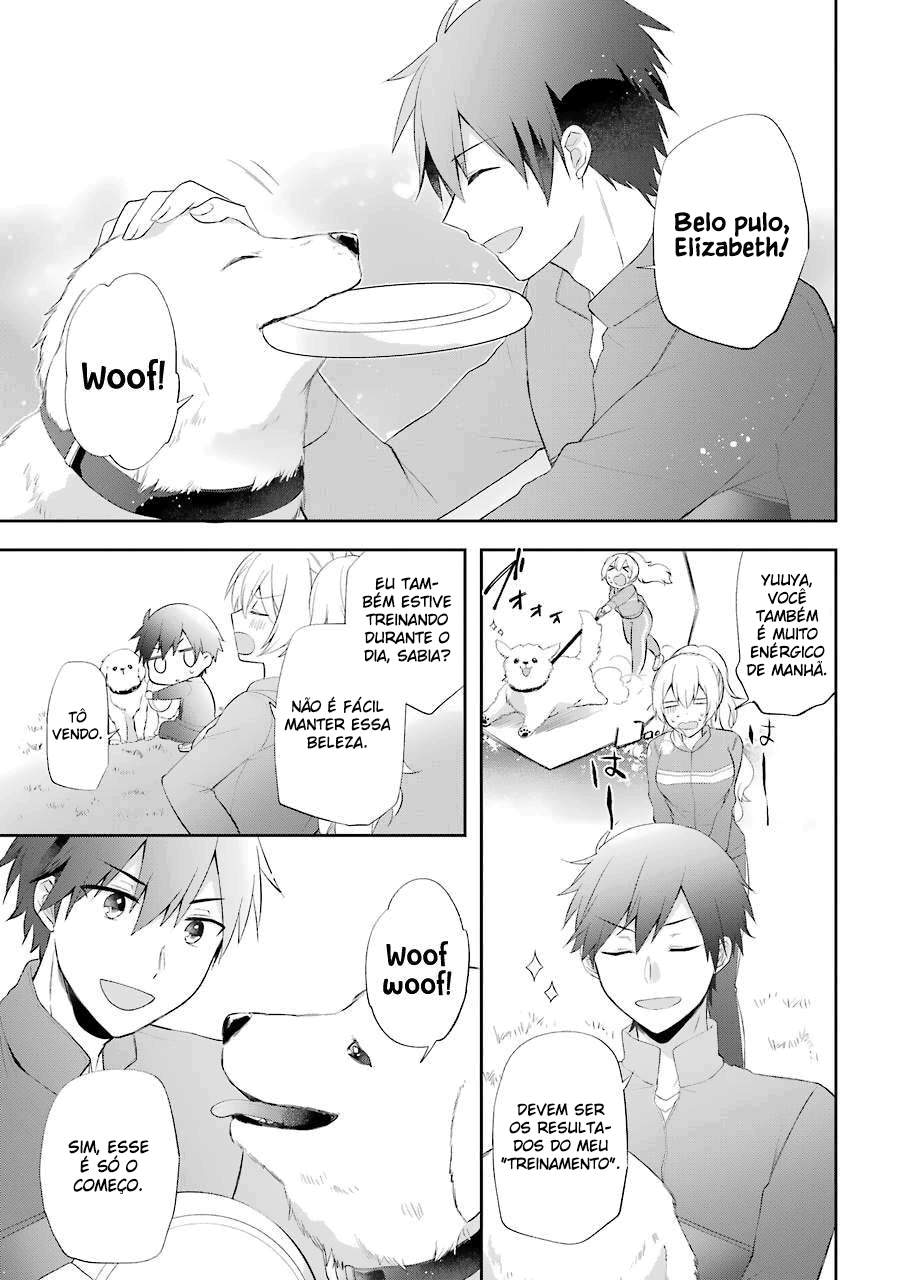 Belo pulo,
Elizabeth!
Woof!
YUUYA,
VOCÊ
TAMBÉM
É MUITO
ENÉRGICO
DE MANHÃ.
は
は
DEVEM SER
OS RESULTA-
DOS DO MEU
"TREINAMENTO".
EU TAM-
BÉM ESTIVE
TREINANDO
DURANTE O
DIA, SABIA?
NÃO É FÁCIL
MANTER ESSA
BELEZA.
TÔ
VENDO.
Woof
woof!
SIM, ESSE
É SÓ O
COMEÇO.